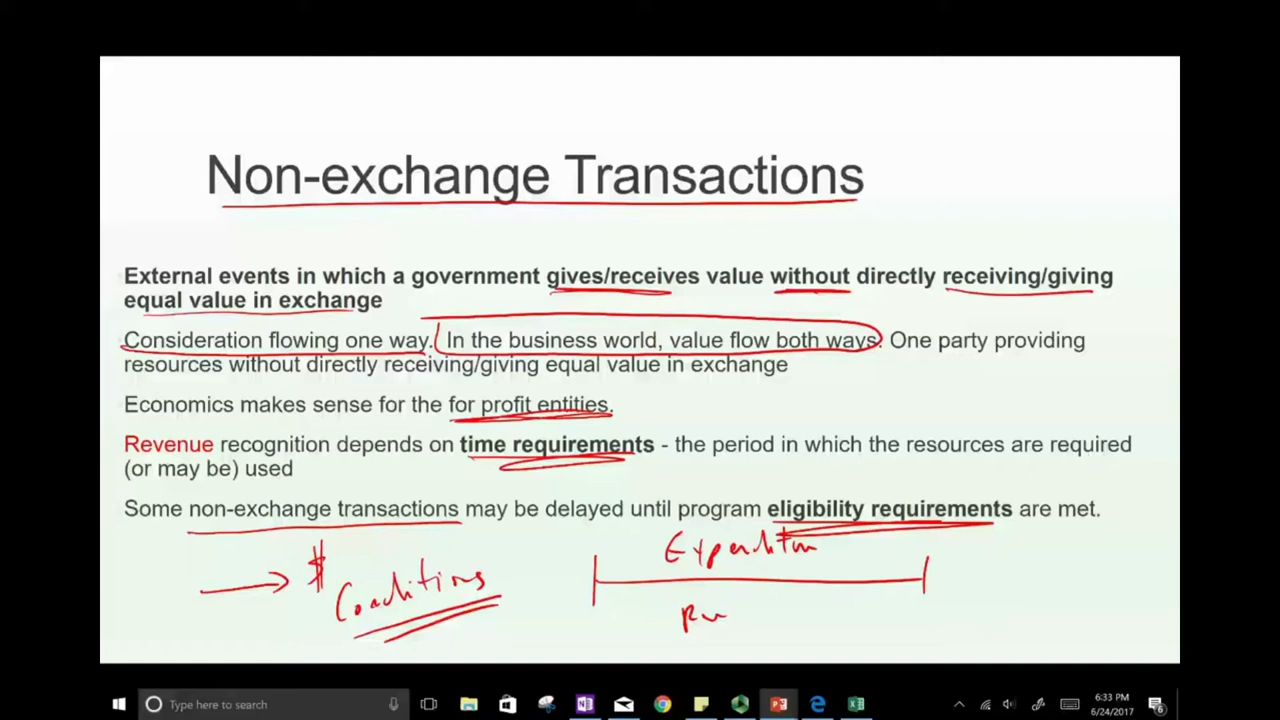 Non-exchange Transactions
External events in which a government gives/receives value without directly receiving/giving
equal value in exchange
Consideration flowing one way. In the business world, value flow both ways. One party providing
resources without directly receiving/giving equal value in exchange
Economics makes sense for the for profit entities.
Revenue recognition depends on time requirements - the period in which the resources are required
(or may be) used
Some non-exchange transactions may be delayed until program eligibility requirements are met.
$
Conditions
Type here to search
6:33 PM
6/24/2017
6